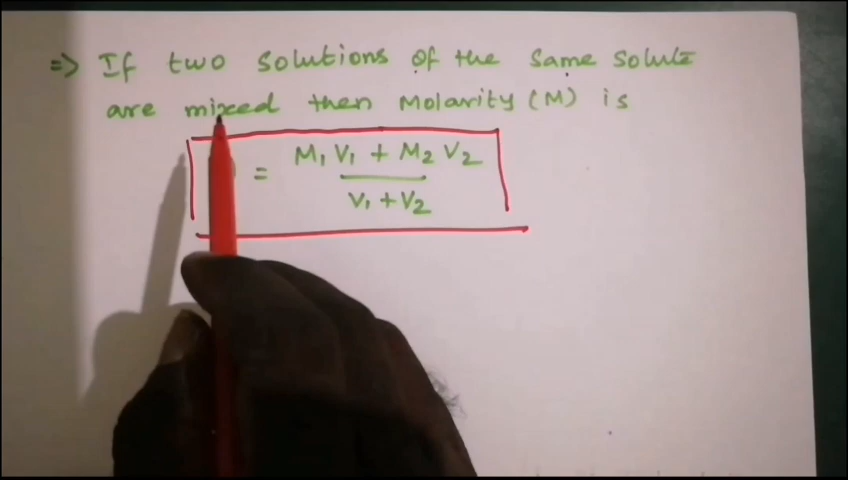 => If two solutions of the same solute
are mixed then Molarity (M) is
= M₁ V₁ + M₂ V₂
V₁ + V₂